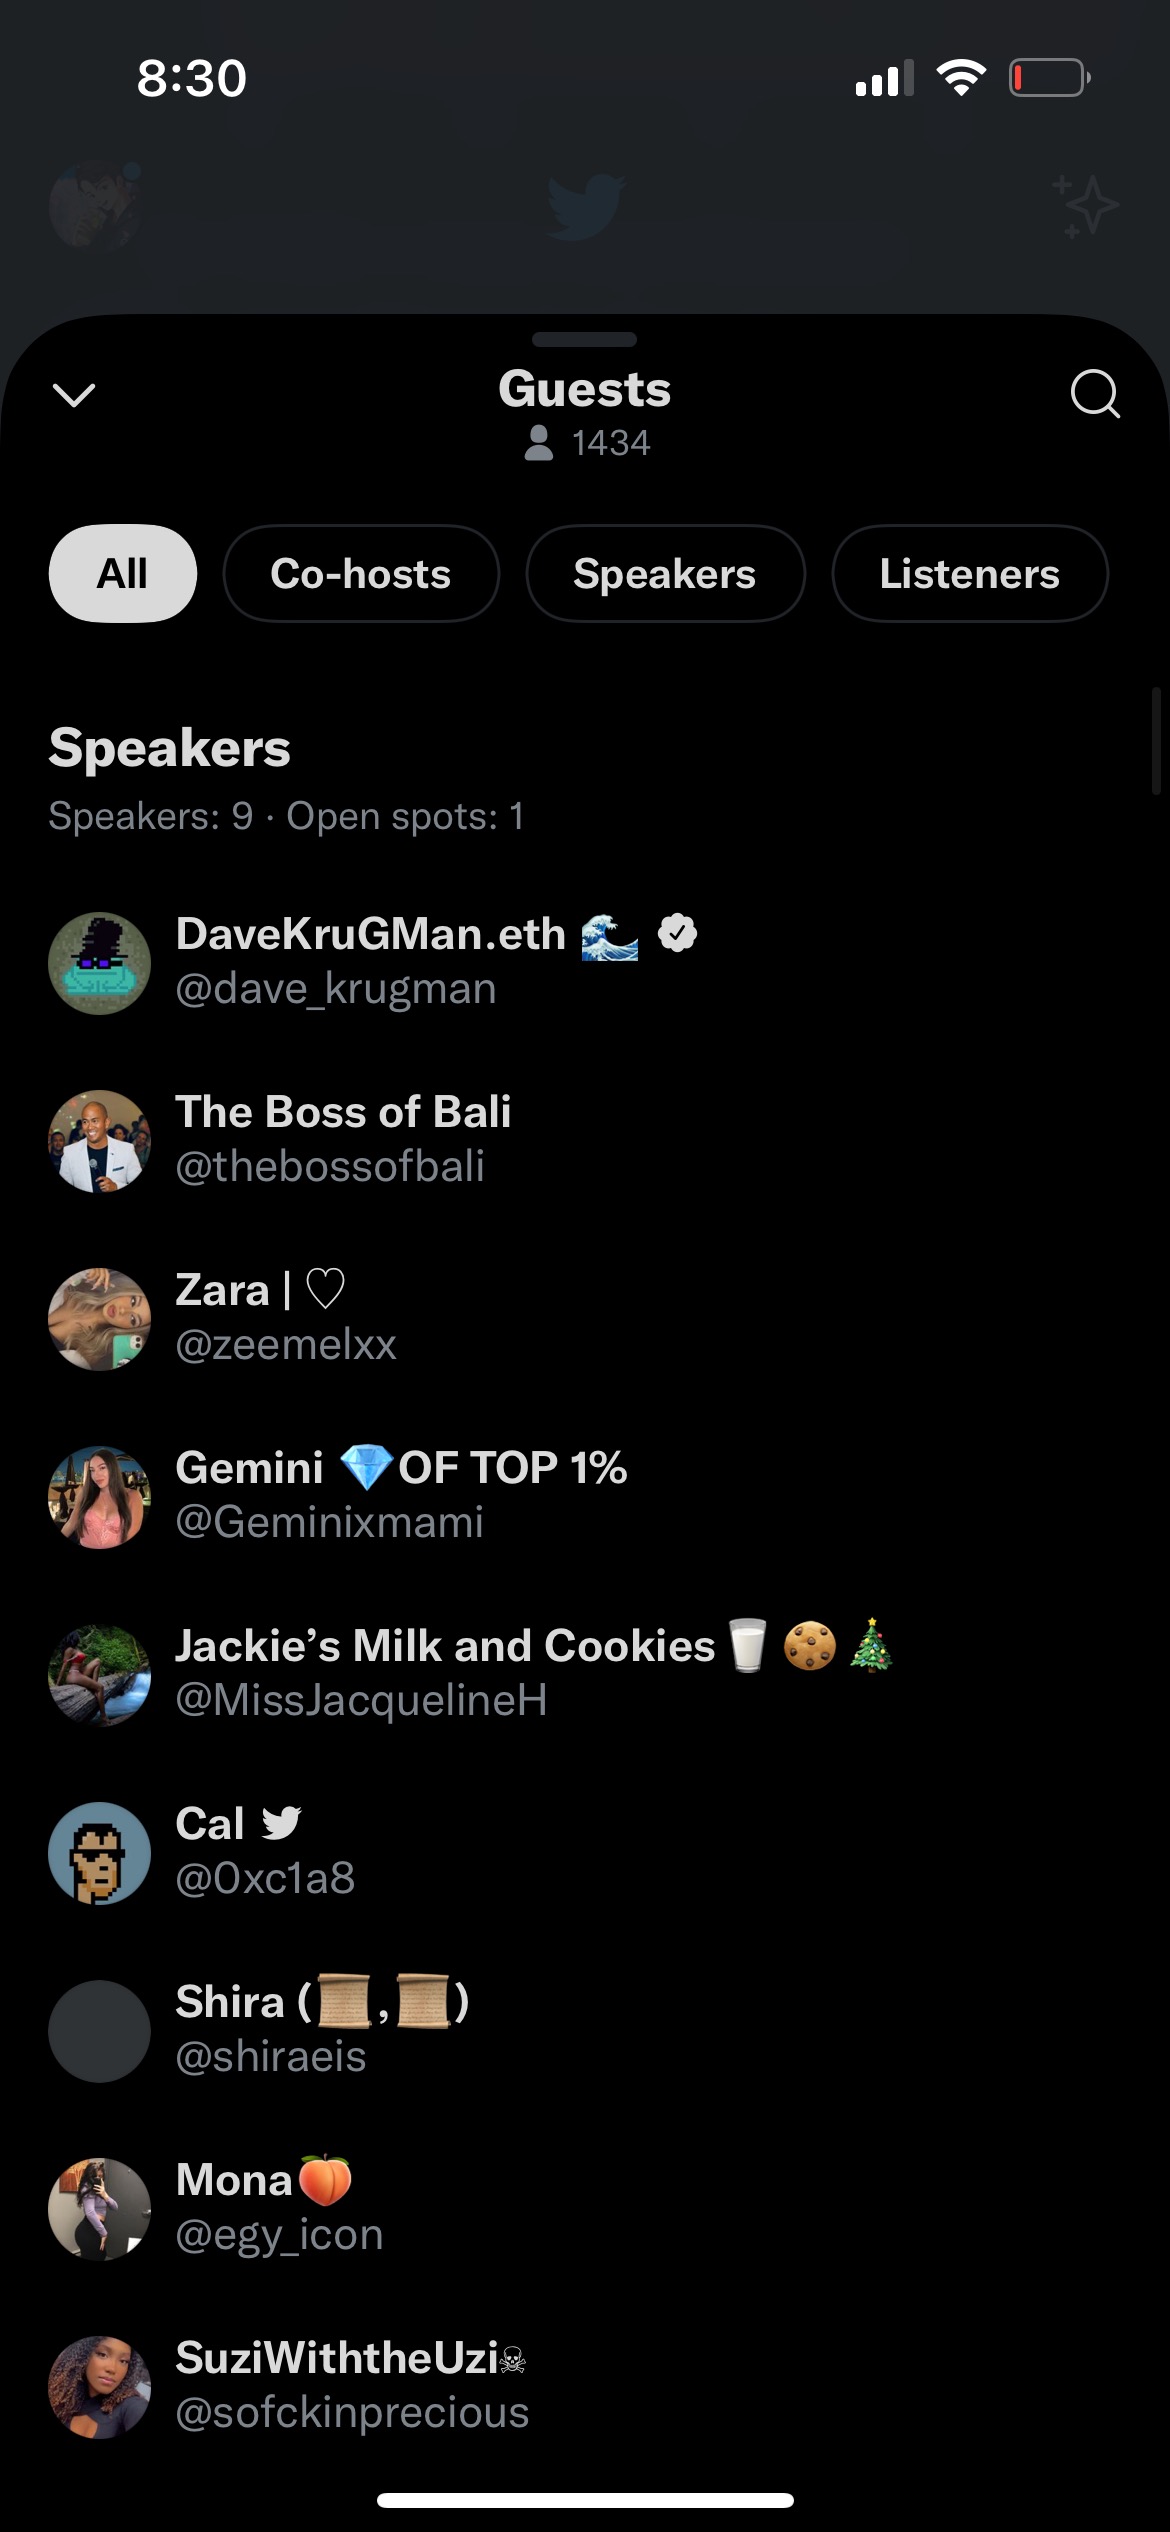 8:30
Guests
1434
All
Co-hosts
Speakers
Listeners
Speakers
Speakers: 9 · Open spots: 1
DaveKruGMan.eth 🌊
@dave_krugman
The Boss of Bali
@thebossofbali
Zara | ♡
@zeemelxx
Gemini 💎OF TOP 1%
@Geminixmami
Jackie’s Milk and Cookies 🥛🍪🎄
@MissJacquelineH
Cal
@0xc1a8
Shira (📜,📜)
@shiraeis
Mona🍑
@egy_icon
SuziWiththeUzi☠
@sofckinprecious